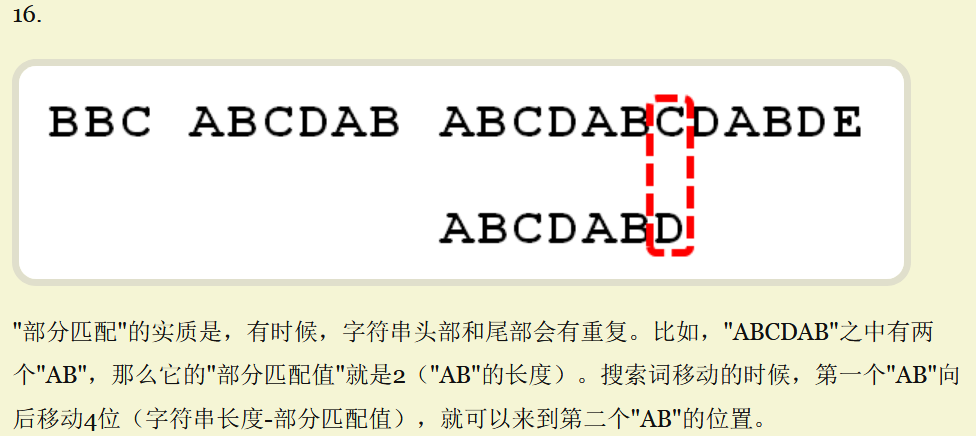 16.
BBC ABCDAB ABCDABCDABDE
ABCDABD
"部分匹配"的实质是，有时候，字符串头部和尾部会有重复。比如，"ABCDAB"之中有两
个"AB"，那么它的"部分匹配值"就是2（"AB"的长度）。搜索词移动的时候，第一个"AB"向
后移动4位（字符串长度-部分匹配值），就可以来到第二个"AB"的位置。